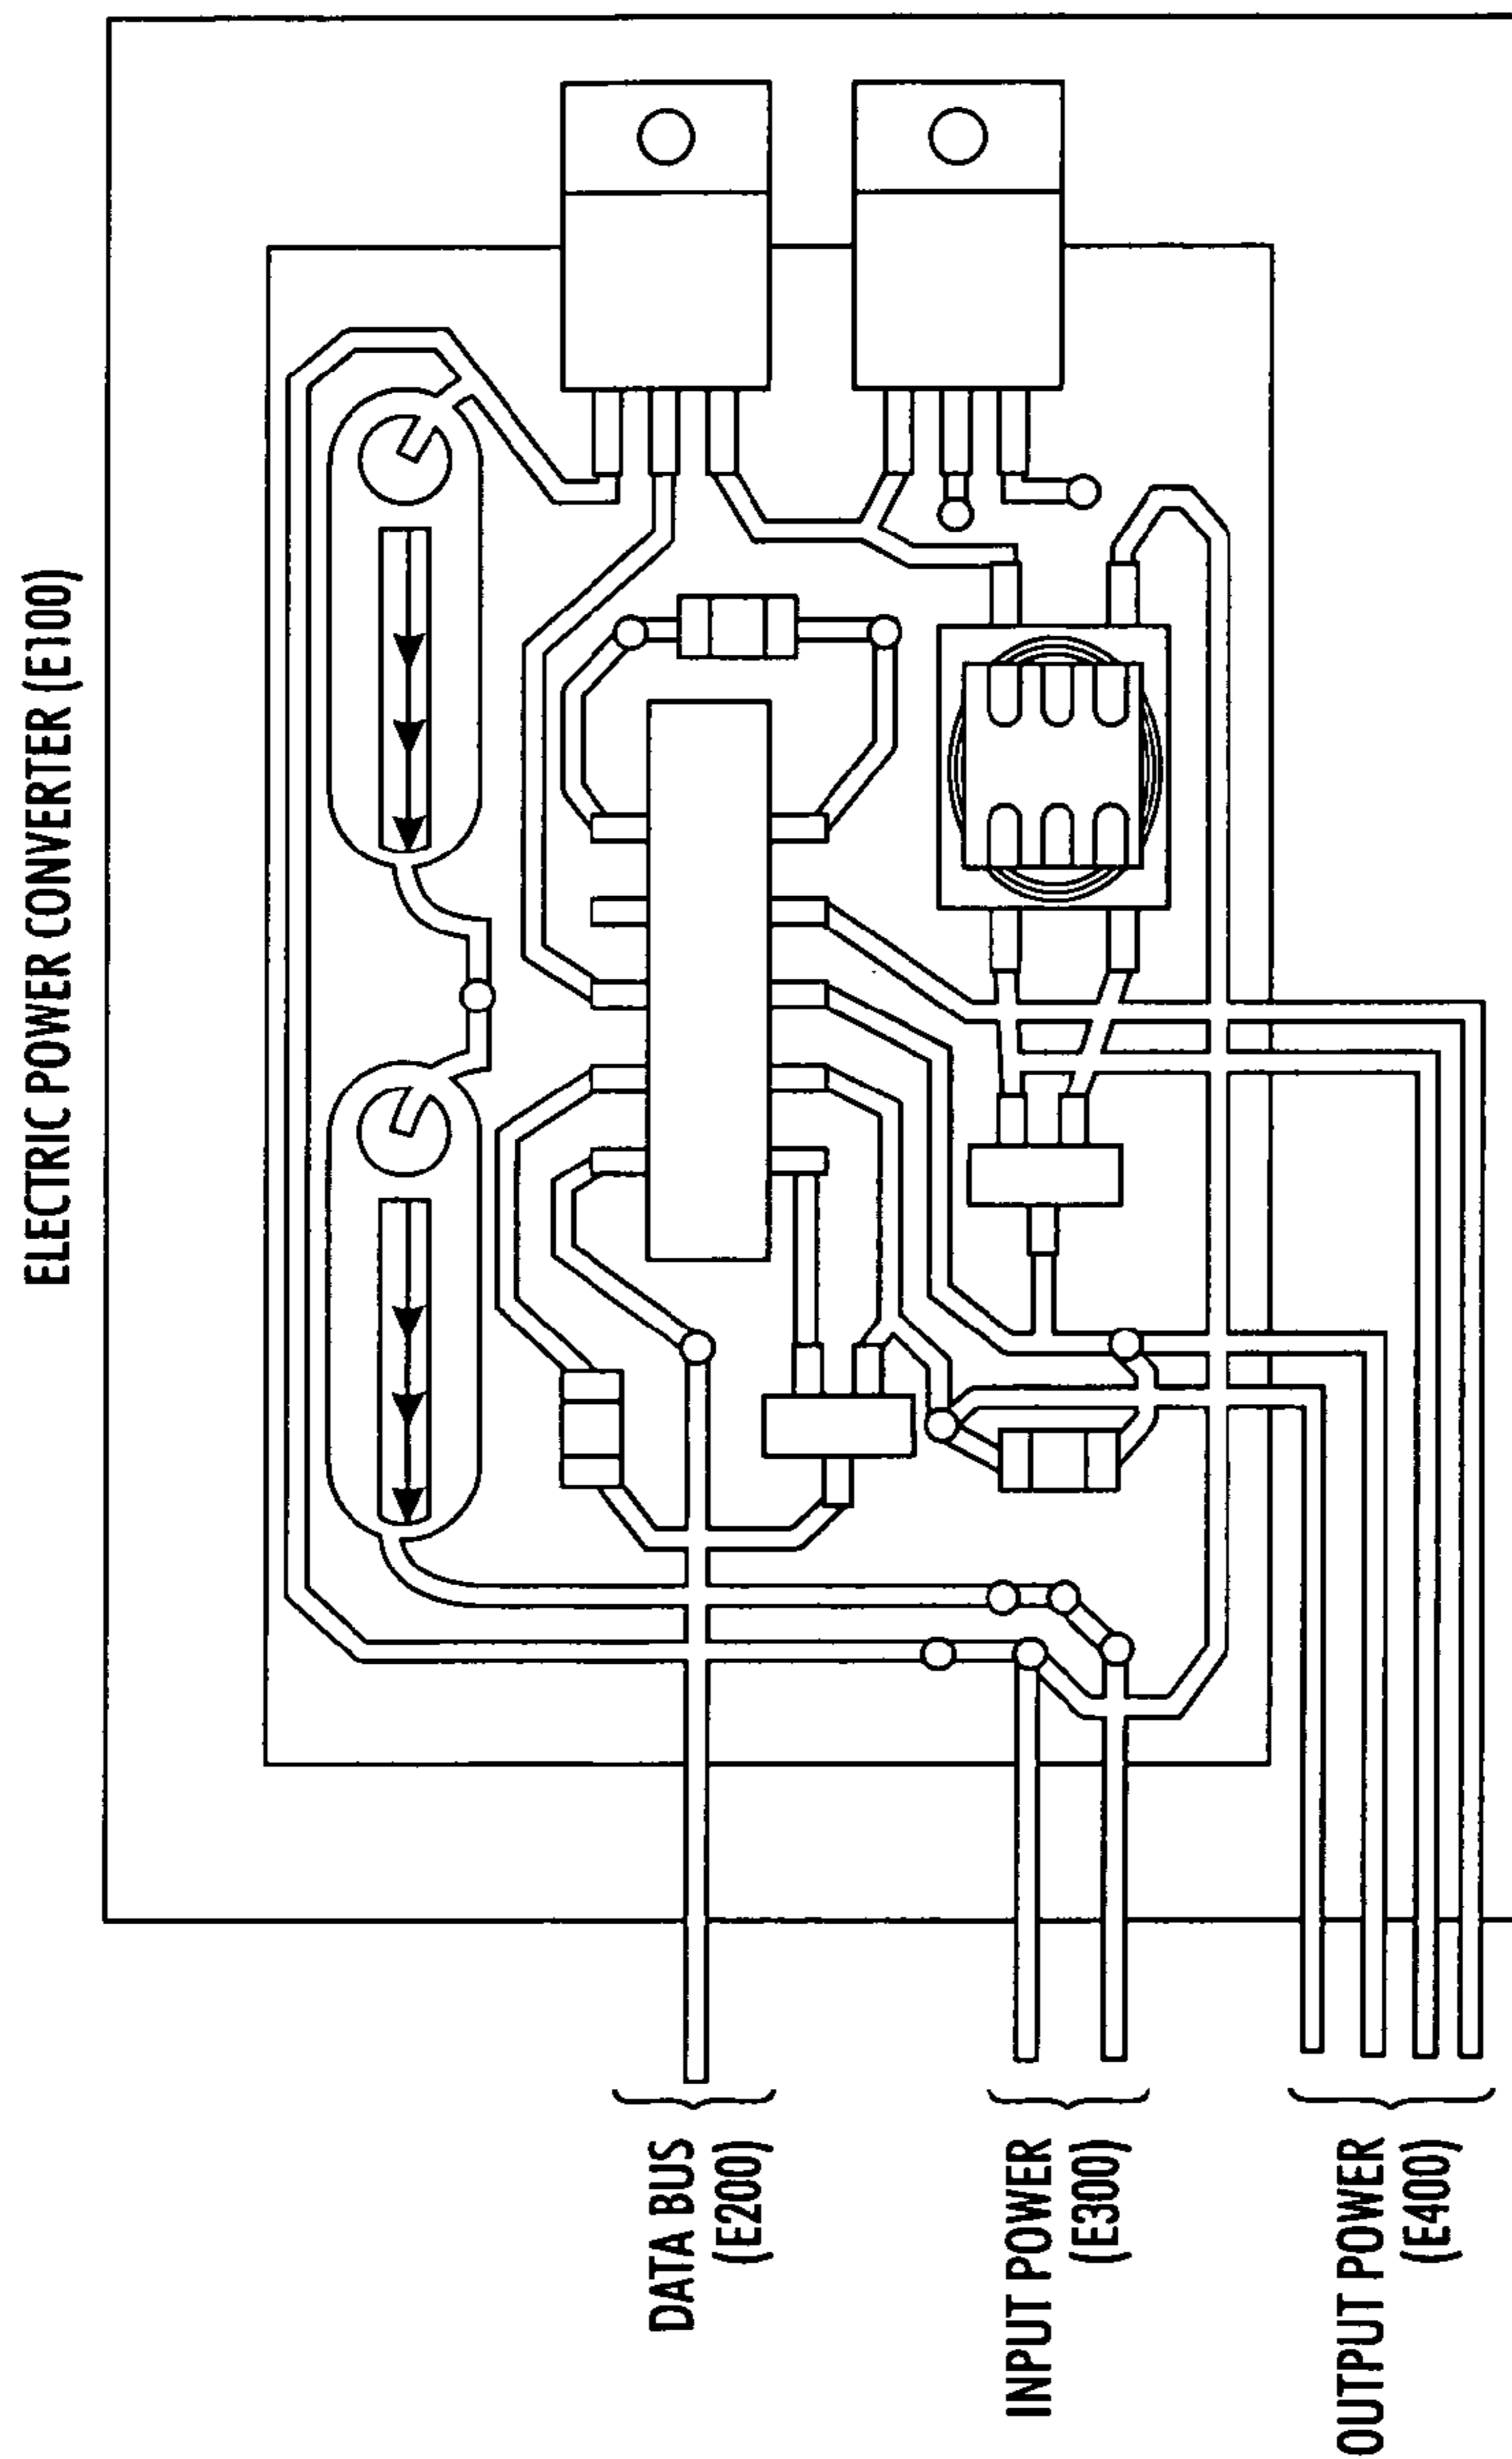 ELECTRIC POWER CONVERTER (E100)
DATA BUS
(E200)
INPUT POWER
(E300)
OUTPUT POWER
(E400)